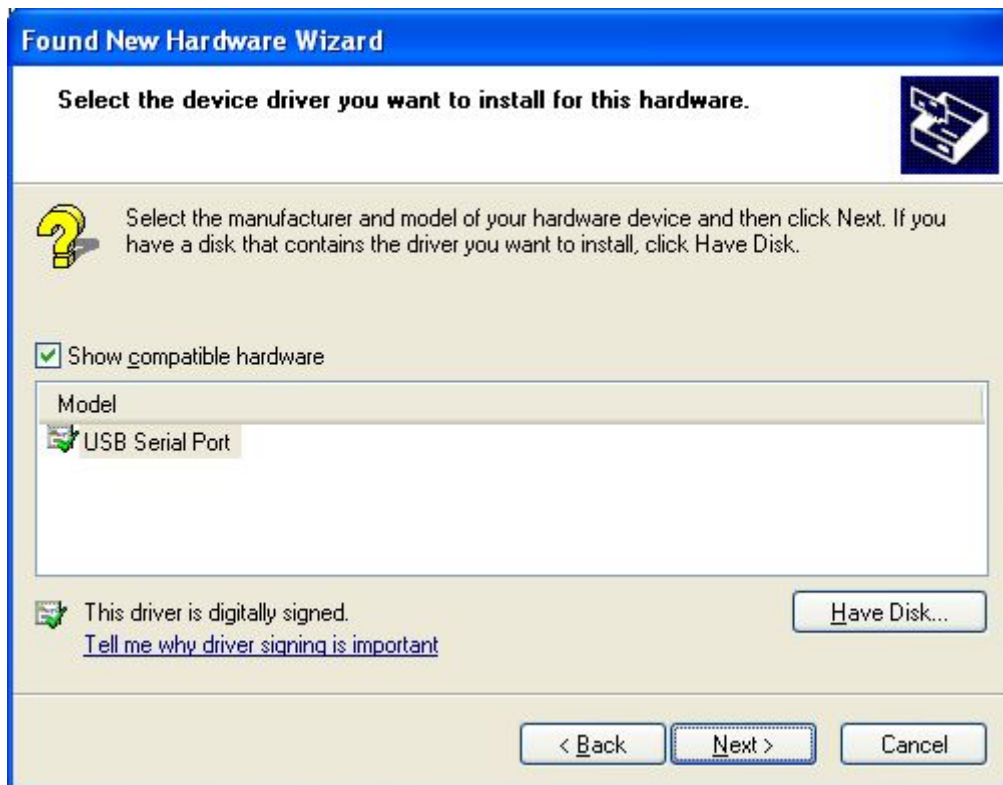 Found New Hardware Wizard
Select the device driver you want to install for this hardware.
Select the manufacturer and model of your hardware device and then click Next. If you
have a disk that contains the driver you want to install, click Have Disk.
Show compatible hardware
Model
USB Serial Port
This driver is digitally signed.
Have Disk...
Tell me why driver signing is important
< Back
Next >
Cancel